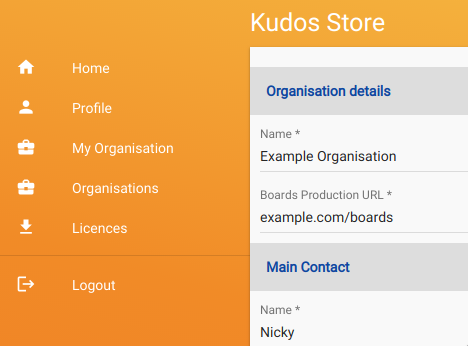 Kudos Store
Home
Profile
My Organisation
Organisations
Licences
Logout
Organisation details
Name *
Example Organisation
Boards Production URL *
example.com/boards
Main Contact
Name *
Nicky